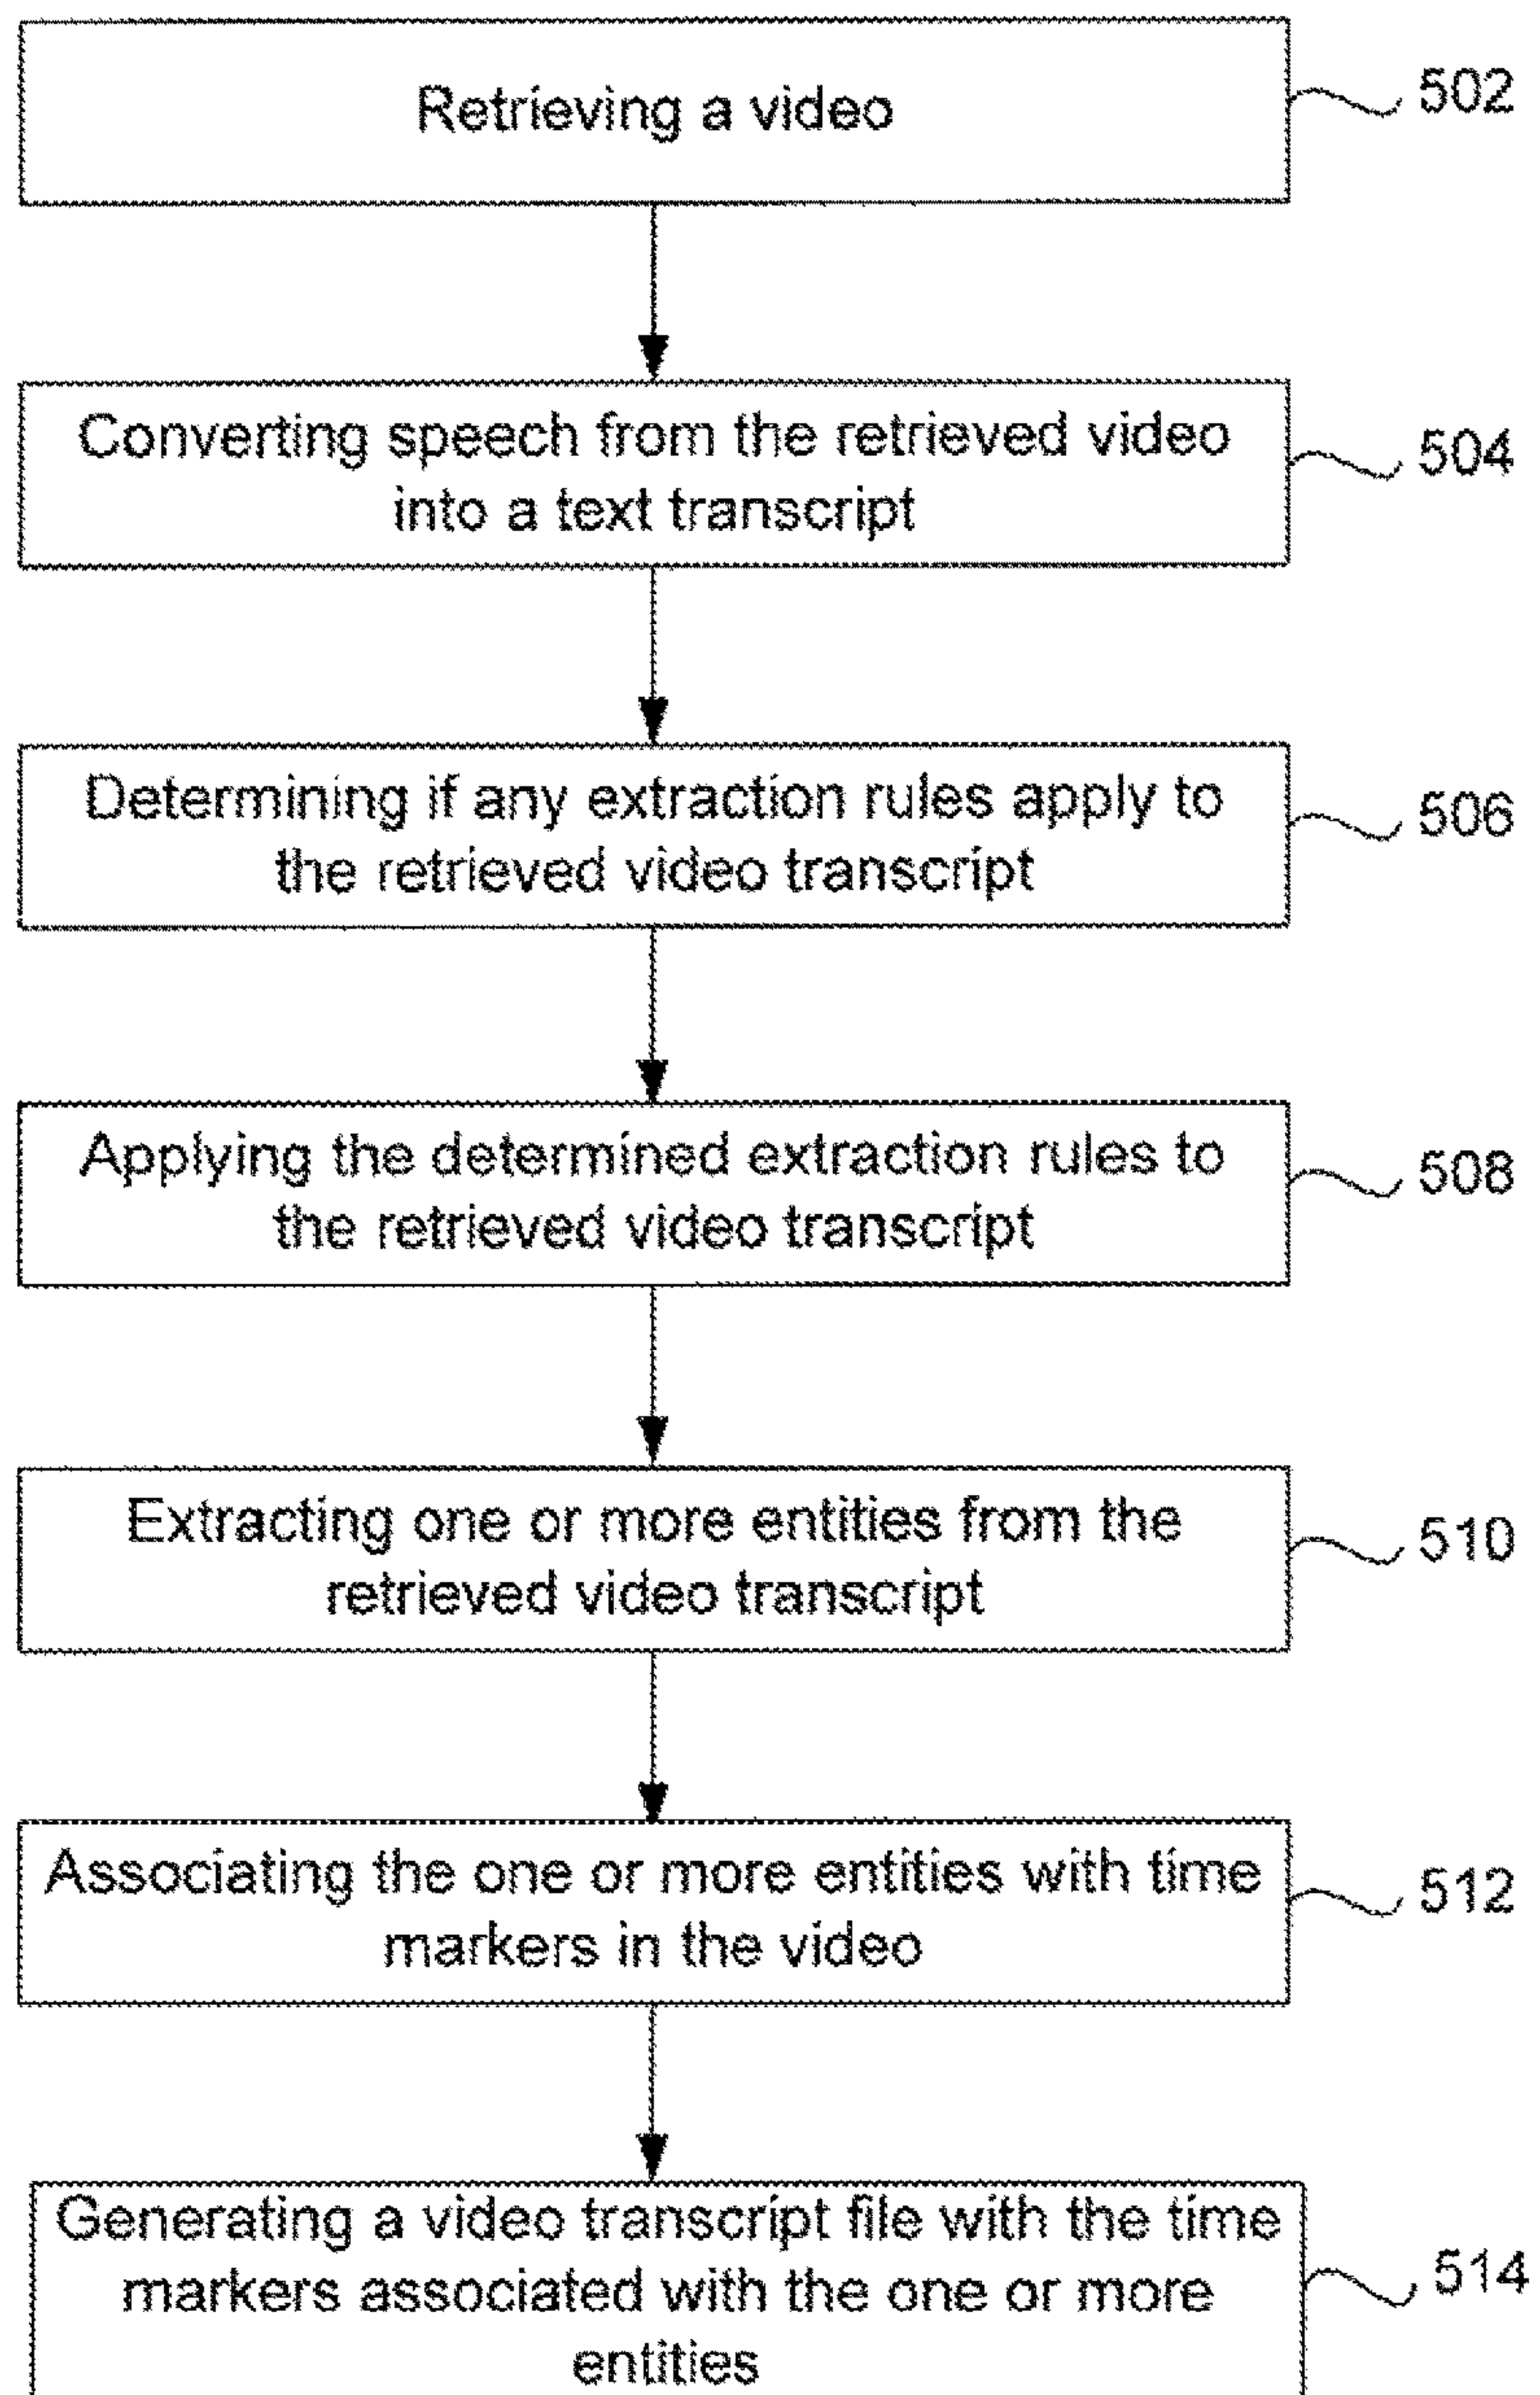 Retrieving a video
502
Converting speech from the retrieved video
into a text transcript
504
Determining if any extraction rules apply to
the retrieved video transcript
506
Applying the determined extraction rules to
the retrieved video transcript
508
Extracting one or more entities from the
retrieved video transcript
510
Associating the one or more entities with time
markers in the video
512
Generating a video transcript file with the time
markers associated with the one or more
entities
514